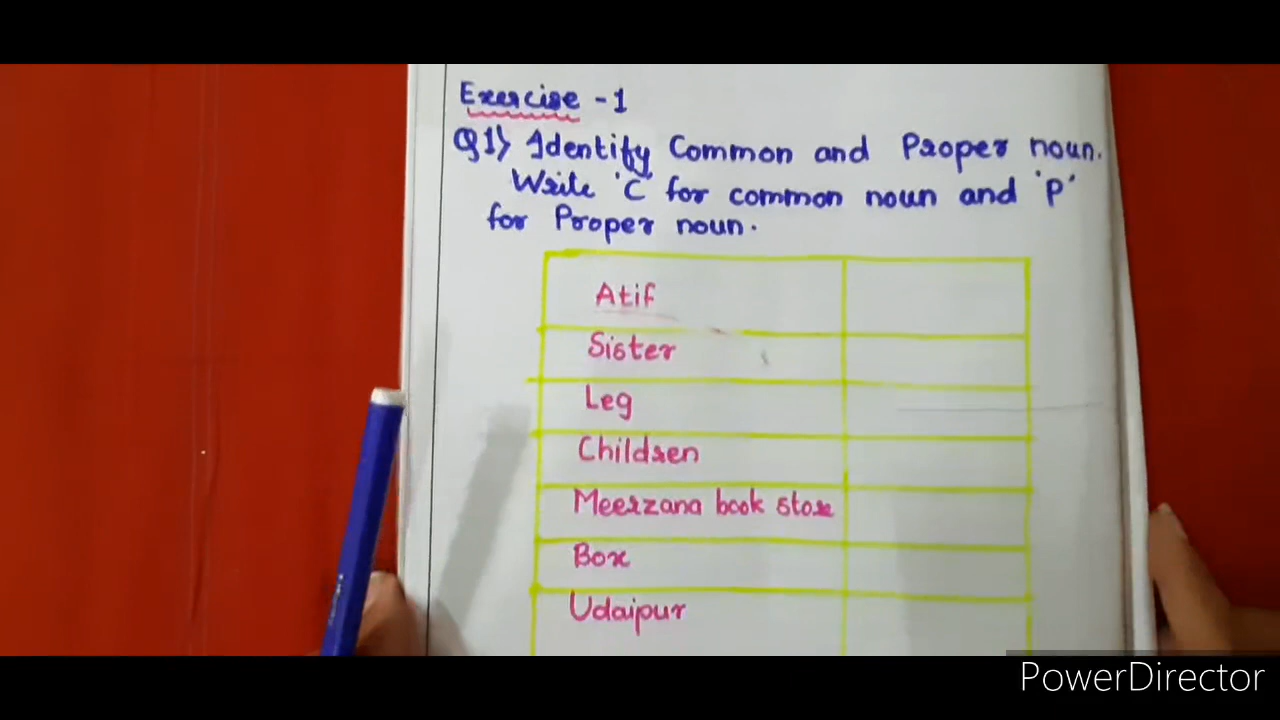 Exercise - 1
Q1) Identify Common and Proper noun.
Write 'C' for common noun and 'P'
for Proper noun.
Atif
Sister
Leg
Children
Meerzana book store
Box
Udaipur
PowerDirector